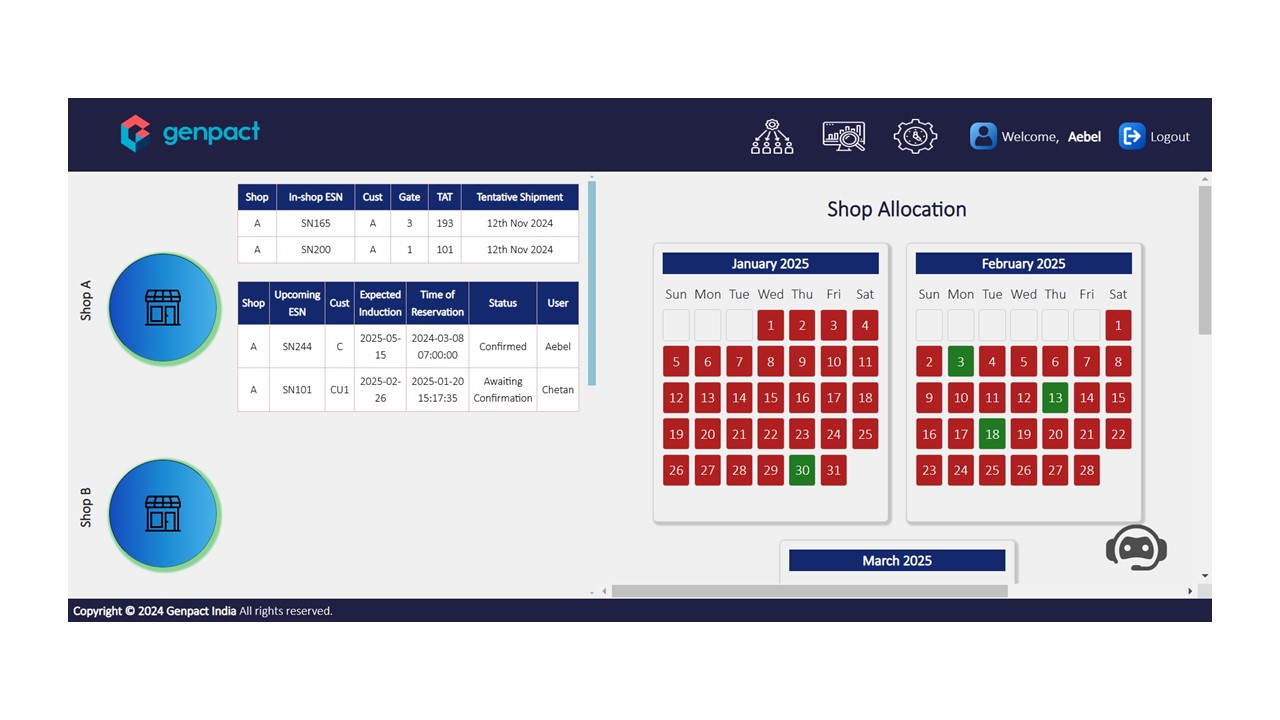 genpact
Welcome, Aebel
Logout
Shop A
Shop In-shop ESN Cust Gate TAT Tentative Shipment
A SN165 A 3 193 12th Nov 2024
A SN200 A 1 101 12th Nov 2024
Shop Upcoming ESN Cust Expected Induction Time of Reservation Status User
A SN244 C 2025-05-15 2024-03-08 07:00:00 Confirmed Aebel
A SN101 CU1 2025-02-26 2025-01-20 15:17:35 Awaiting Confirmation Chetan
Shop B
Shop Allocation
January 2025
Sun Mon Tue Wed Thu Fri Sat
1 2 3 4
5 6 7 8 9 10 11
12 13 14 15 16 17 18
19 20 21 22 23 24 25
26 27 28 29 30 31
February 2025
Sun Mon Tue Wed Thu Fri Sat
1
2 3 4 5 6 7 8
9 10 11 12 13 14 15
16 17 18 19 20 21 22
23 24 25 26 27 28
March 2025
Copyright © 2024 Genpact India All rights reserved.